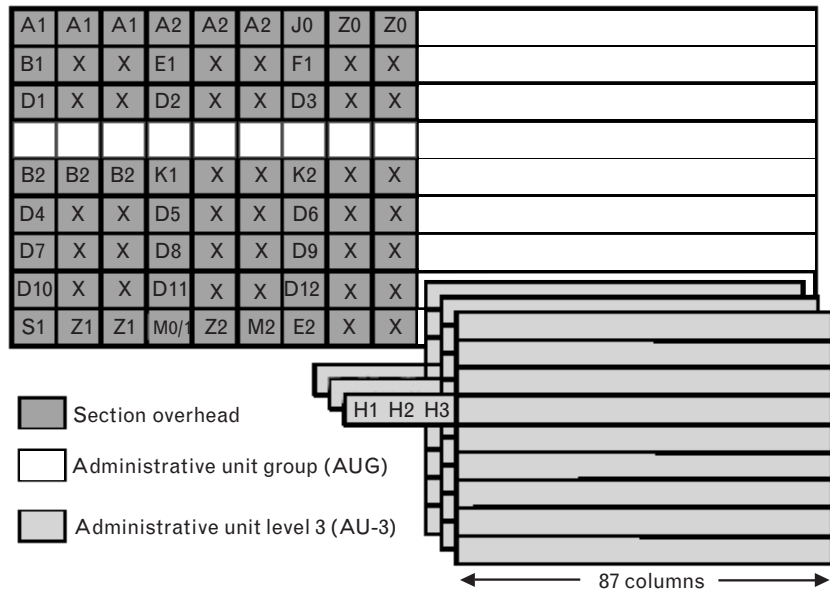 A1 A1 A1 A2 A2 A2 J0 Z0 Z0
B1 X X E1 X X F1 X X
D1 X X D2 X X D3 X X
B2 B2 B2 K1 X X K2 X X
D4 X X D5 X X D6 X X
D7 X X D8 X X D9 X X
D10 X X D11 X X D12 X X
S1 Z1 Z1 M0/1 Z2 M2 E2 X X
H1 H2 H3
Section overhead
Administrative unit group (AUG)
Administrative unit level 3 (AU-3)
87 columns